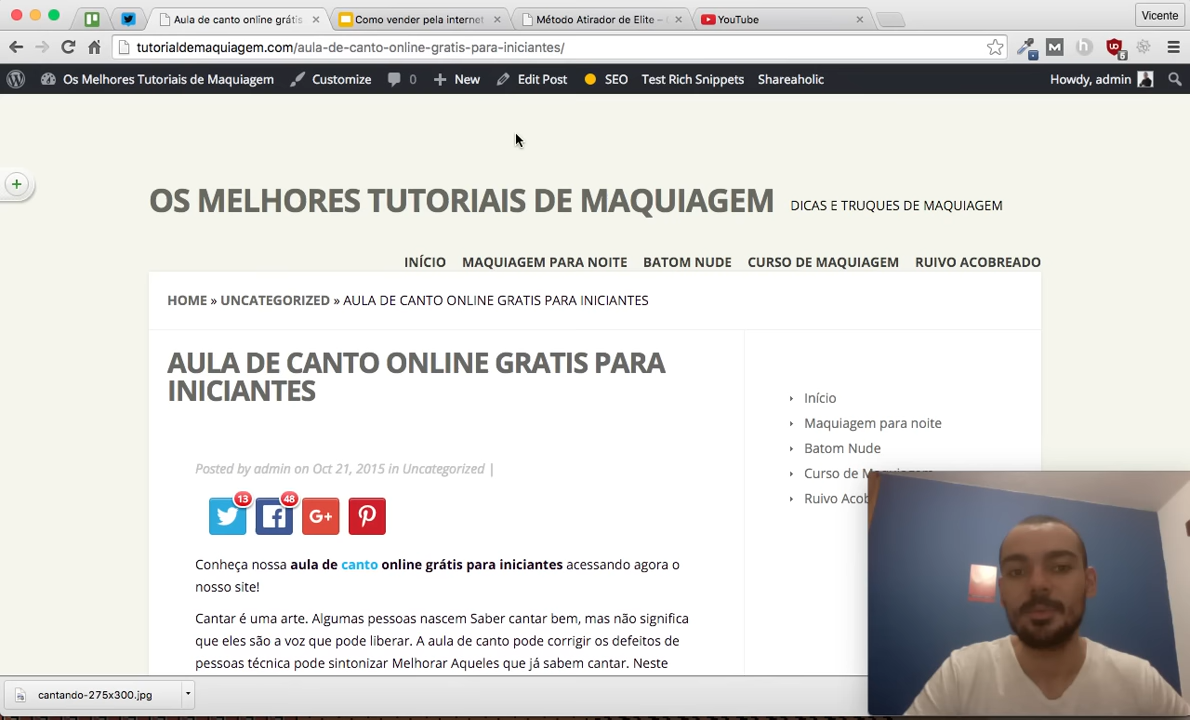 Aula de canto online grátis
Como vender pela internet
Método Atirador de Elite –
YouTube
Vicente
tutorialdemaquiagem.com/aula-de-canto-online-gratis-para-iniciantes/
Os Melhores Tutoriais de Maquiagem
Customize
0
New
Edit Post
SEO
Test Rich Snippets
Shareaholic
Howdy, admin
OS MELHORES TUTORIAIS DE MAQUIAGEM
DICAS E TRUQUES DE MAQUIAGEM
INÍCIO MAQUIAGEM PARA NOITE BATOM NUDE CURSO DE MAQUIAGEM RUIVO ACOBREADO
HOME » UNCATEGORIZED » AULA DE CANTO ONLINE GRATIS PARA INICIANTES
AULA DE CANTO ONLINE GRATIS PARA
INICIANTES
Posted by admin on Oct 21, 2015 in Uncategorized |
13
48
G+
Conheça nossa aula de canto online grátis para iniciantes acessando agora o
nosso site!
Cantar é uma arte. Algumas pessoas nascem Saber cantar bem, mas não significa
que eles são a voz que pode liberar. A aula de canto pode corrigir os defeitos de
pessoas técnica pode sintonizar Melhorar Aqueles que já sabem cantar. Neste
Início
Maquiagem para noite
Batom Nude
Curso de Maquiagem
Ruivo Acob
cantando-275x300.jpg